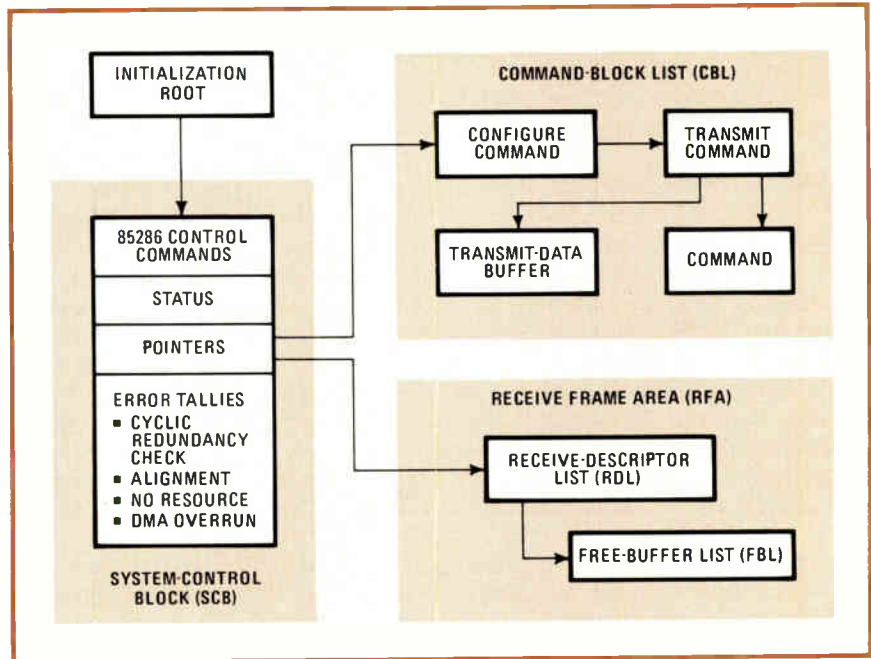 INITIALIZATION
ROOT
85286 CONTROL
COMMANDS
STATUS
POINTERS
ERROR TALLIES
▪ CYCLIC
REDUNDANCY
CHECK
▪ ALIGNMENT
▪ NO RESOURCE
▪ DMA OVERRUN
SYSTEM-CONTROL
BLOCK (SCB)
COMMAND-BLOCK LIST (CBL)
CONFIGURE
COMMAND
TRANSMIT
COMMAND
TRANSMIT-DATA
BUFFER
COMMAND
RECEIVE FRAME AREA (RFA)
RECEIVE-DESCRIPTOR
LIST (RDL)
FREE-BUFFER LIST (FBL)